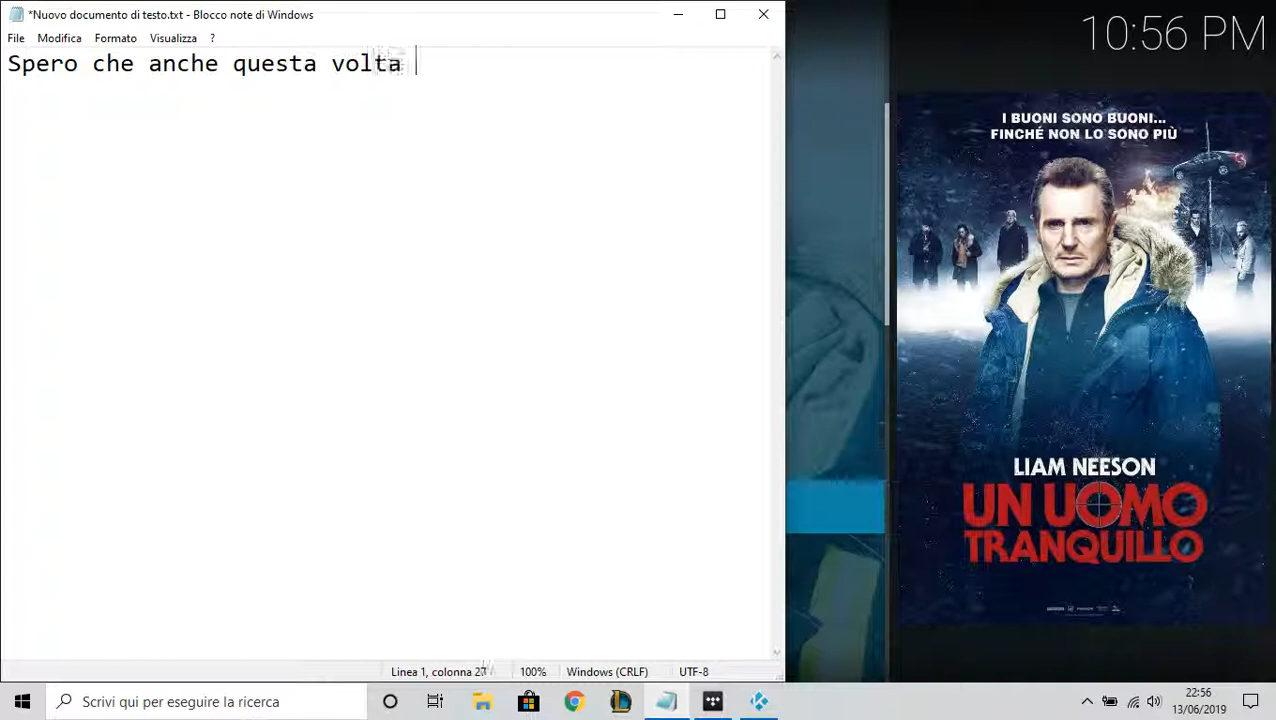 *Nuovo documento di testo.txt - Blocco note di Windows
File Modifica Formato Visualizza ?
Spero che anche questa volta
10:56 PM
I BUONI SONO BUONI...
FINCHÉ NON LO SONO PIÙ
LIAM NEESON
UN UOMO
TRANQUILLO
Linea 1, colonna 27
100%
Windows (CRLF)
UTF-8
Scrivi qui per eseguire la ricerca
22:56
13/06/2019